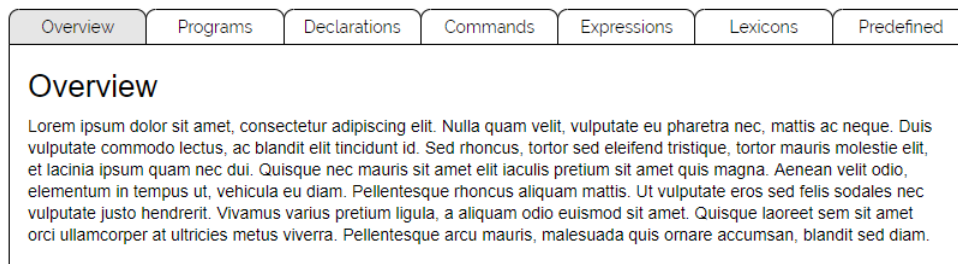 Overview Programs Declarations Commands Expressions Lexicons Predefined
Overview
Lorem ipsum dolor sit amet, consectetur adipiscing elit. Nulla quam velit, vulputate eu pharetra nec, mattis ac neque. Duis
vulputate commodo lectus, ac blandit elit tincidunt id. Sed rhoncus, tortor sed eleifend tristique, tortor mauris molestie elit,
et lacinia ipsum quam nec dui. Quisque nec mauris sit amet elit iaculis pretium sit amet quis magna. Aenean velit odio,
elementum in tempus ut, vehicula eu diam. Pellentesque rhoncus aliquam mattis. Ut vulputate eros sed felis sodales nec
vulputate justo hendrerit. Vivamus varius pretium ligula, a aliquam odio euismod sit amet. Quisque laoreet sem sit amet
orci ullamcorper at ultricies metus viverra. Pellentesque arcu mauris, malesuada quis ornare accumsan, blandit sed diam.